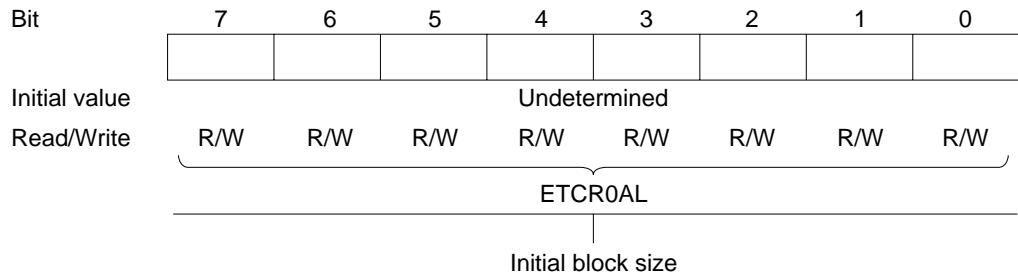 Bit 7 6 5 4 3 2 1 0
Initial value Undetermined
Read/Write R/W R/W R/W R/W R/W R/W R/W R/W
ETCR0AL
Initial block size